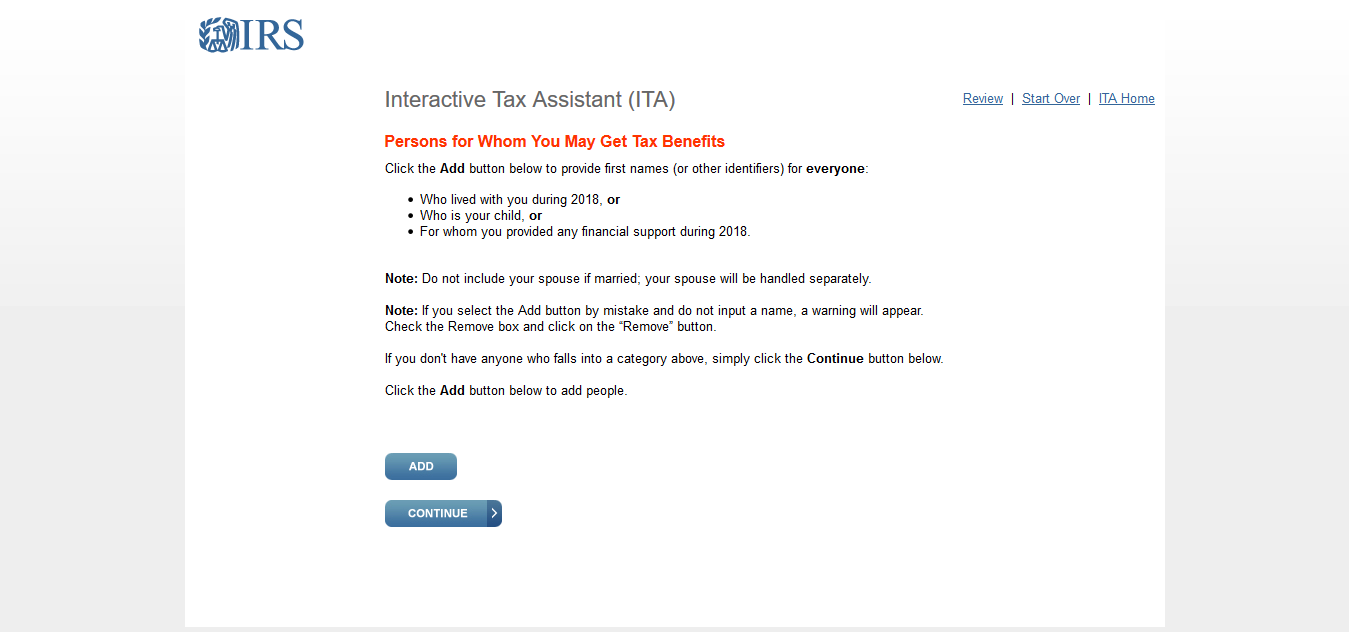 IRS
Interactive Tax Assistant (ITA)
Review | Start Over | ITA Home
Persons for Whom You May Get Tax Benefits
Click the Add button below to provide first names (or other identifiers) for everyone:
• Who lived with you during 2018, or
• Who is your child, or
• For whom you provided any financial support during 2018.
Note: Do not include your spouse if married; your spouse will be handled separately.
Note: If you select the Add button by mistake and do not input a name, a warning will appear.
Check the Remove box and click on the “Remove” button.
If you don't have anyone who falls into a category above, simply click the Continue button below.
Click the Add button below to add people.
ADD
CONTINUE